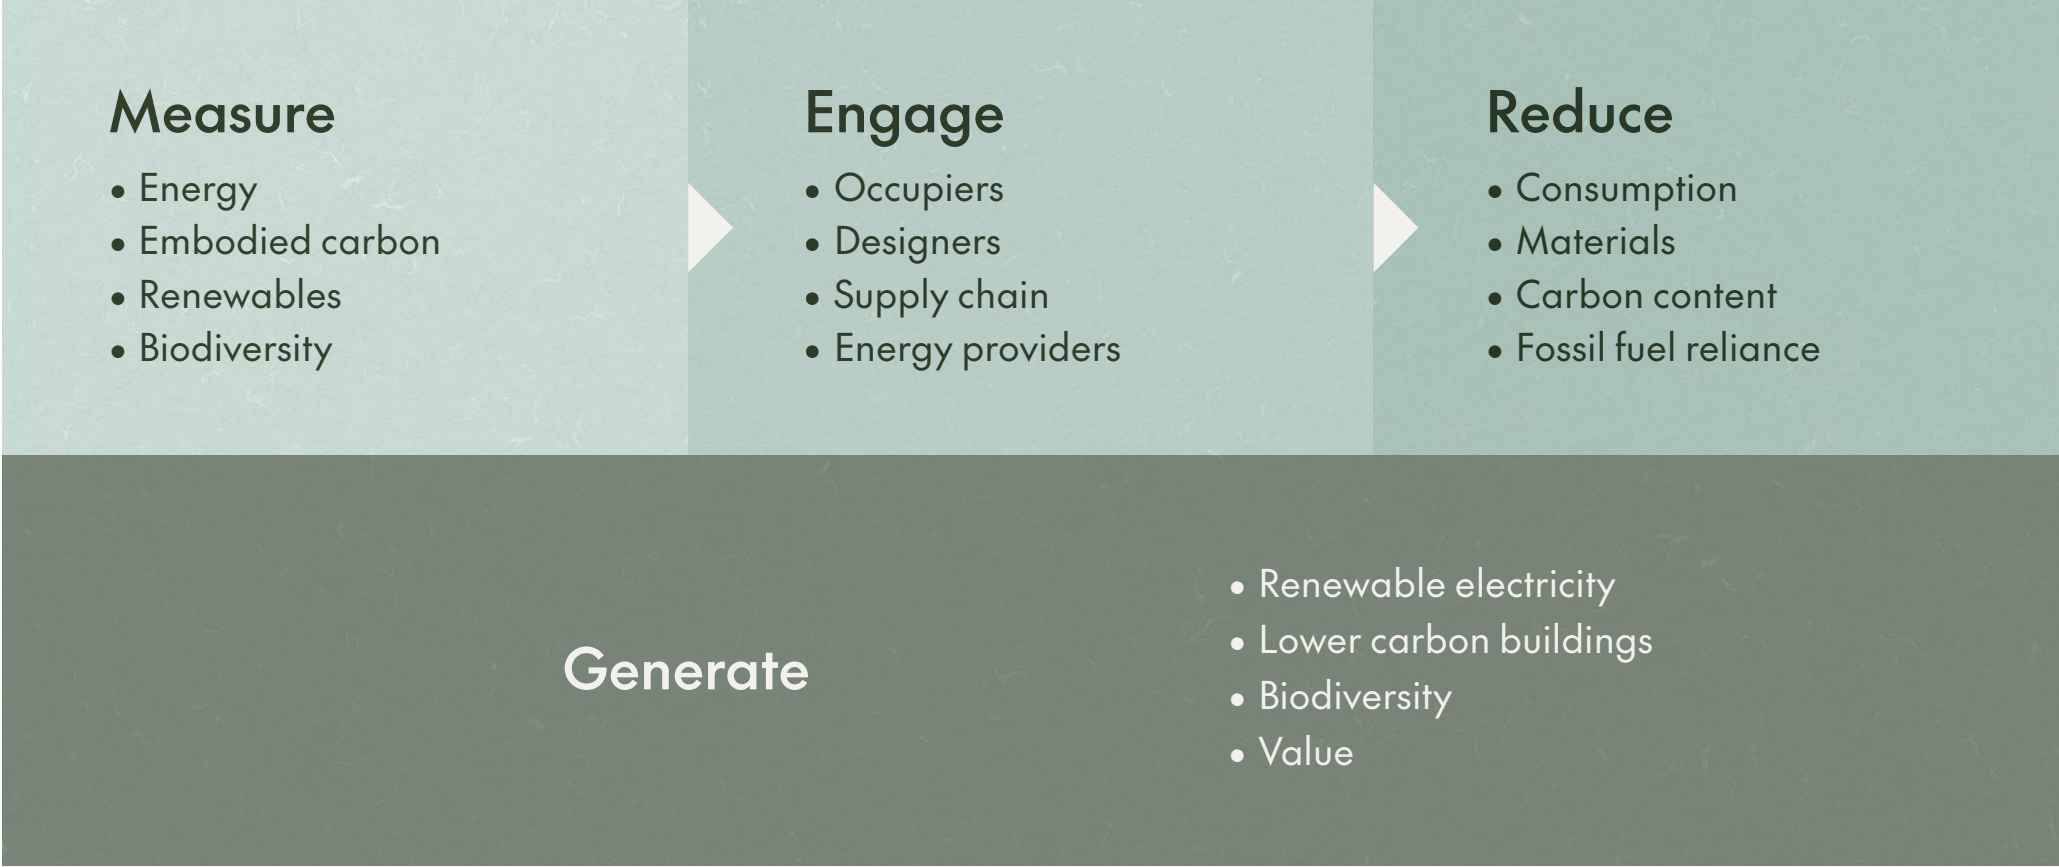 Measure
• Energy
• Embodied carbon
• Renewables
• Biodiversity
Engage
• Occupiers
• Designers
• Supply chain
• Energy providers
Reduce
• Consumption
• Materials
• Carbon content
• Fossil fuel reliance
Generate
• Renewable electricity
• Lower carbon buildings
• Biodiversity
• Value